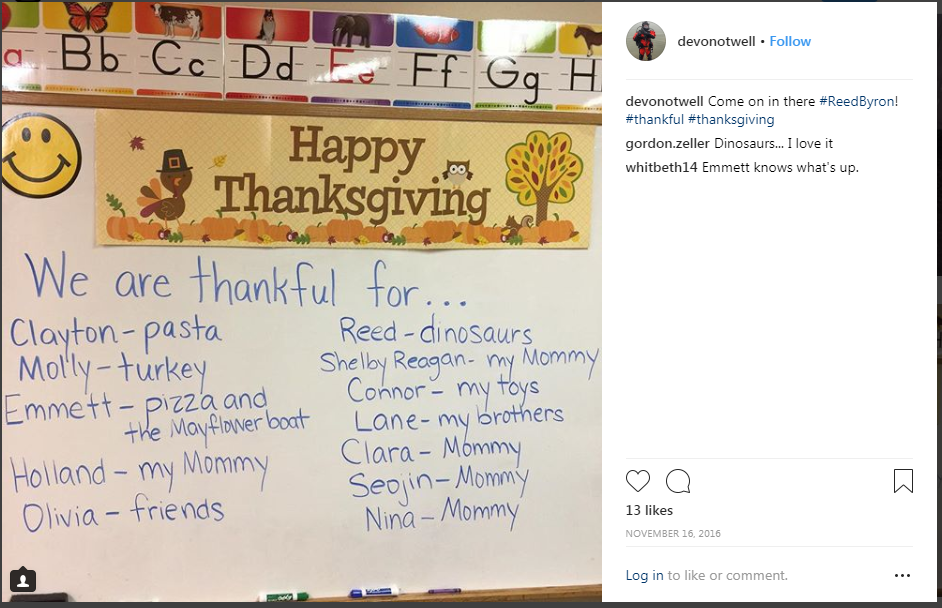 a Bb Cc Dd Ee Ff Gg H
Happy
Thanksgiving
We are thankful for...
Clayton - pasta
Molly - turkey
Emmett - pizza and
the Mayflower boat
Holland - my Mommy
Olivia - friends
Reed - dinosaurs
Shelby Reagan - my Mommy
Connor - my toys
Lane - my brothers
Clara - Mommy
Seojin - Mommy
Nina - Mommy
devonotwell • Follow
devonotwell Come on in there #ReedByron!
#thankful #thanksgiving
gordon.zeller Dinosaurs... I love it
whitbeth14 Emmett knows what's up.
13 likes
NOVEMBER 16, 2016
Log in to like or comment.